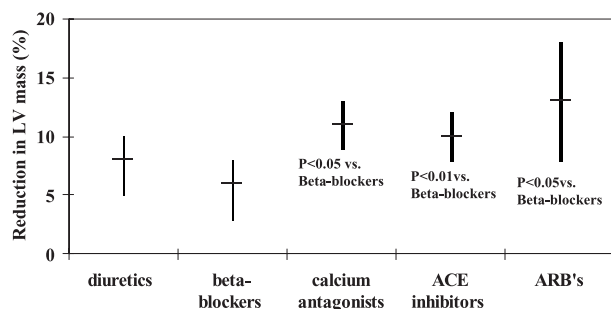 Reduction in LV mass (%)
20
15
10
5
0
P<0.05 vs.
Beta-blockers
P<0.01vs.
Beta-blockers
P<0.05vs.
Beta-blockers
diuretics
beta-
blockers
calcium
antagonists
ACE
inhibitors
ARB's